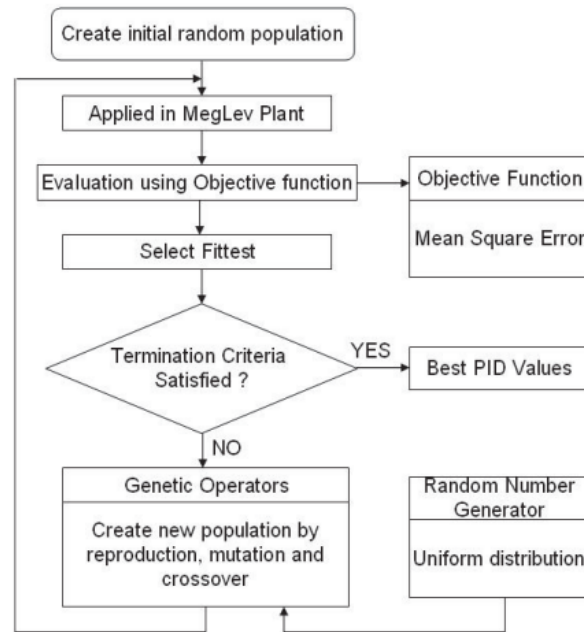 Create initial random population
Applied in MegLev Plant
Evaluation using Objective function
Objective Function
Mean Square Error
Select Fittest
Termination Criteria
Satisfied ?
YES
Best PID Values
NO
Genetic Operators
Create new population by
reproduction, mutation and
crossover
Random Number
Generator
Uniform distribution